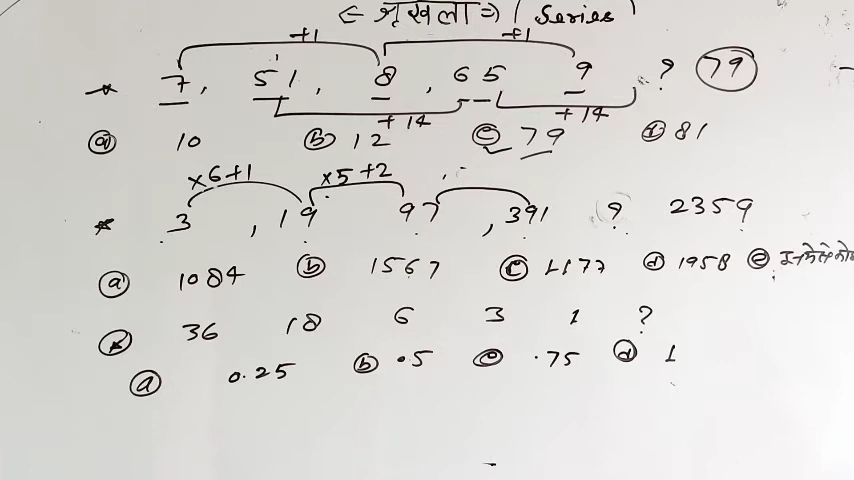 ← श्रृखला ⇒ ( Series )
+1 +1
* 7, 51, 8, 65 9 , ? 79
+14 +14
(a) 10 (b) 12 (c) 79 (d) 81
×6+1 ×5+2
* 3 , 19 97 , 391 ? 2359
(a) 1084 (b) 1567 (c) 1177 (d) 1958 (e) इनमेसे को
* 36 18 6 3 1 ?
(a) 0.25 (b) .5 (c) .75 (d) 1